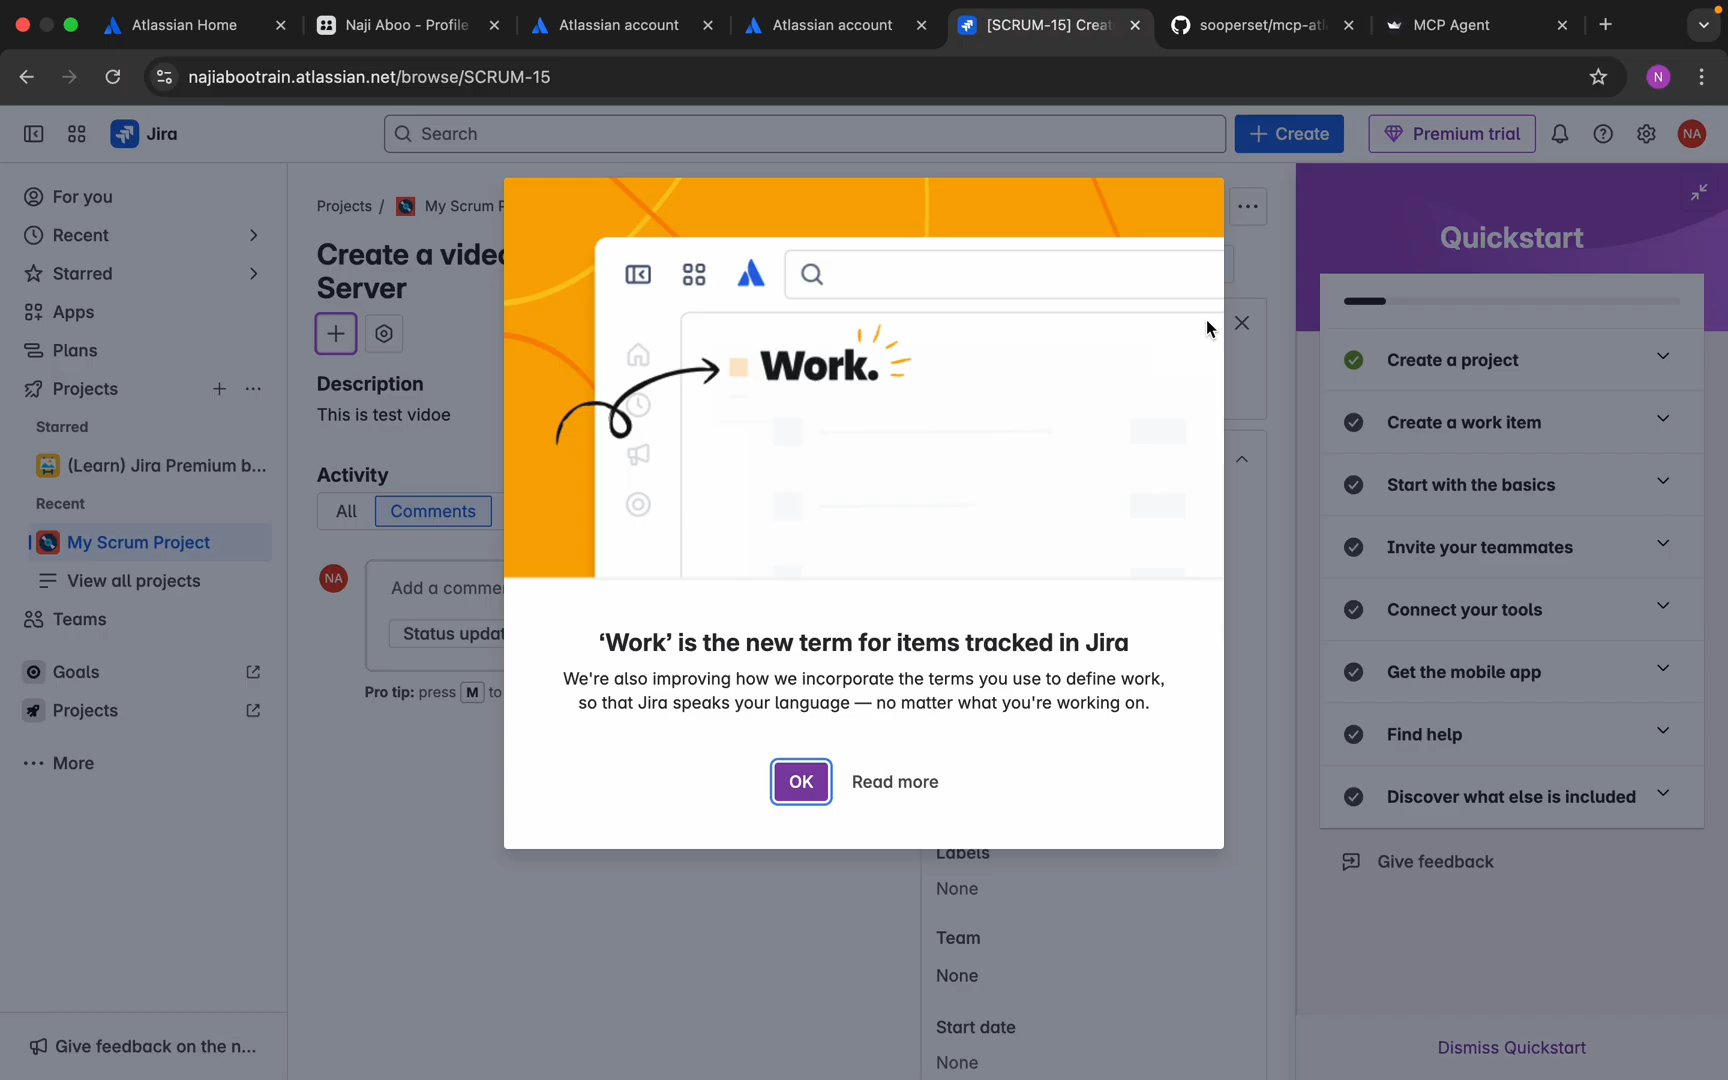 Atlassian Home
Naji Aboo - Profile
Atlassian account
Atlassian account
[SCRUM-15] Creat
sooperset/mcp-atl
MCP Agent
najiabootrain.atlassian.net/browse/SCRUM-15
N
Jira
Search
+ Create
Premium trial
NA
For you
Recent
Starred
Apps
Plans
Projects
Starred
(Learn) Jira Premium b...
Recent
My Scrum Project
View all projects
Teams
Goals
Projects
More
Give feedback on the n...
Projects / My Scrum P
Create a video
Server
Description
This is test vidoe
Activity
All
Comments
NA
Add a comme
Status updat
Pro tip: press M to
Work.
‘Work’ is the new term for items tracked in Jira
We're also improving how we incorporate the terms you use to define work,
so that Jira speaks your language — no matter what you're working on.
OK
Read more
Labels
None
Team
None
Start date
None
Quickstart
Create a project
Create a work item
Start with the basics
Invite your teammates
Connect your tools
Get the mobile app
Find help
Discover what else is included
Give feedback
Dismiss Quickstart